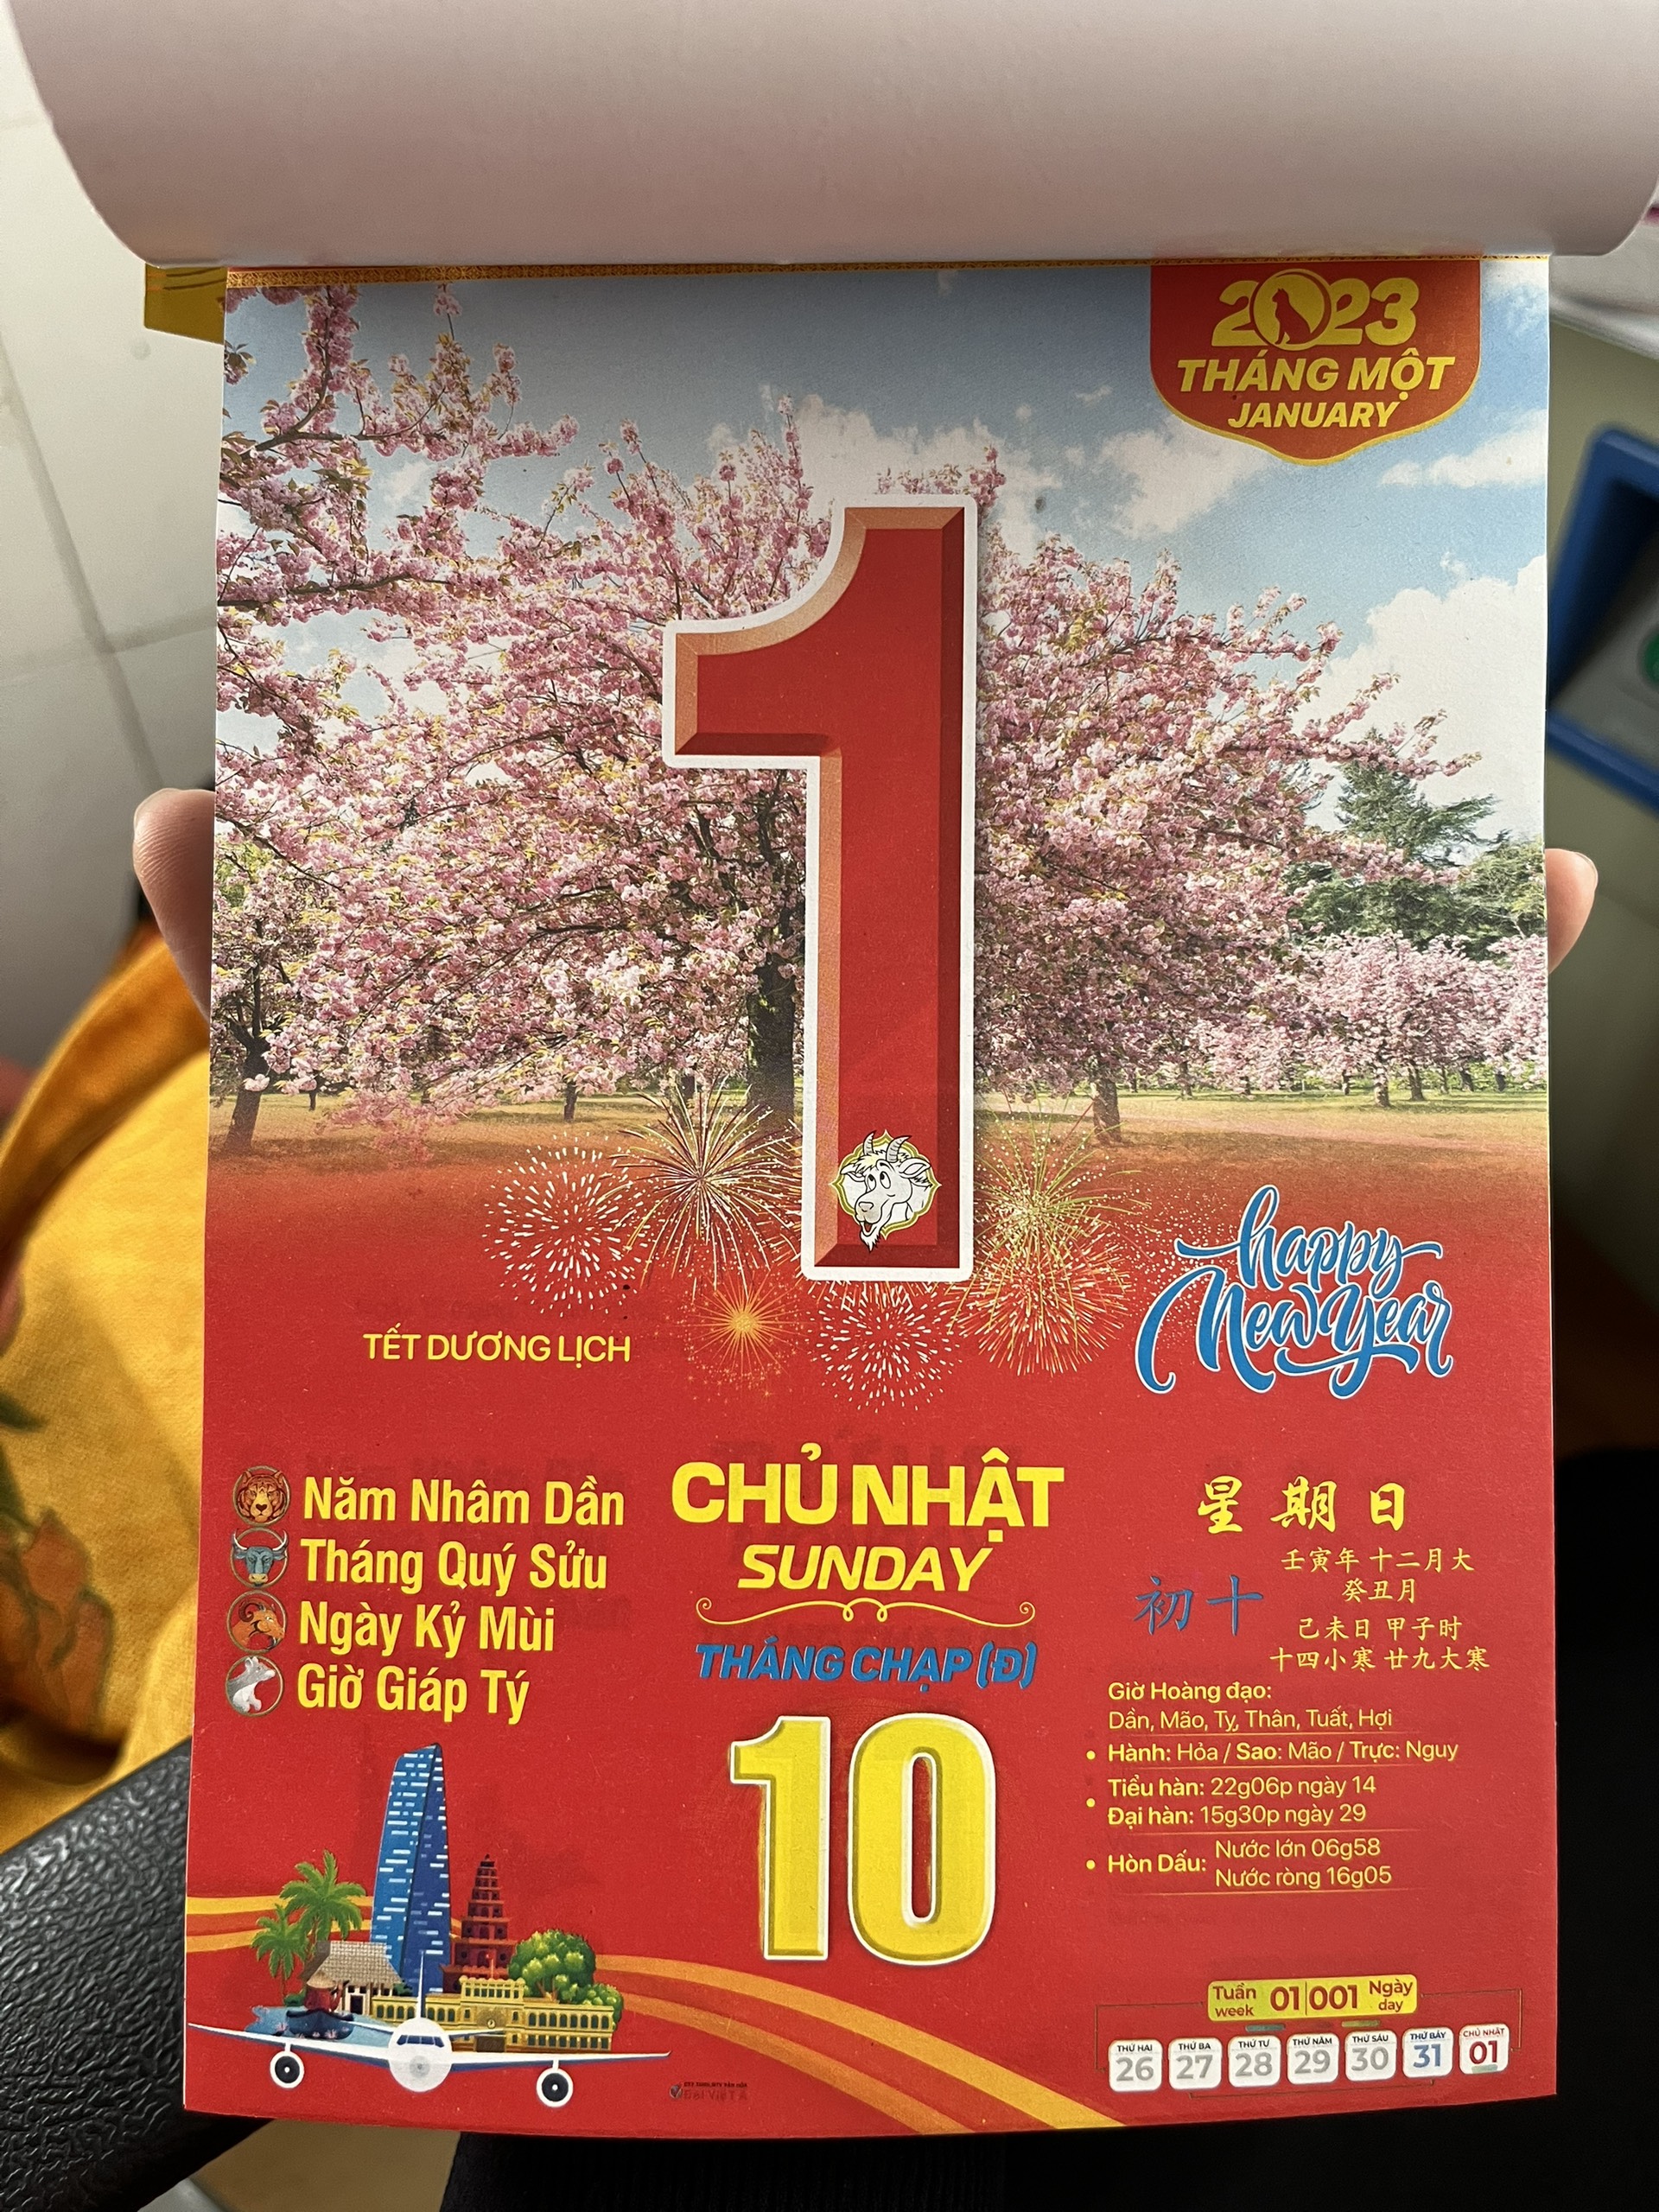 2023
THÁNG MỘT
JANUARY
1
happy
New Year
TẾT DƯƠNG LỊCH
Năm Nhâm Dần
Tháng Quý Sửu
Ngày Kỷ Mùi
Giờ Giáp Tý
CHỦ NHẬT
SUNDAY
THÁNG CHẠP (Đ)
10
星期日
初十
壬寅年 十二月大
癸丑月
己未日 甲子时
十四小寒 廿九大寒
Giờ Hoàng đạo:
Dần, Mão, Tỵ, Thân, Tuất, Hợi
• Hành: Hỏa / Sao: Mão / Trực: Nguy
• Tiểu hàn: 22g06p ngày 14
Đại hàn: 15g30p ngày 29
• Hòn Dấu: Nước lớn 06g58
Nước ròng 16g05
Tuần week 01 001 Ngày day
THỨ HAI THỨ BA THỨ TƯ THỨ NĂM THỨ SÁU THỨ BẢY CHỦ NHẬT
26 27 28 29 30 31 01